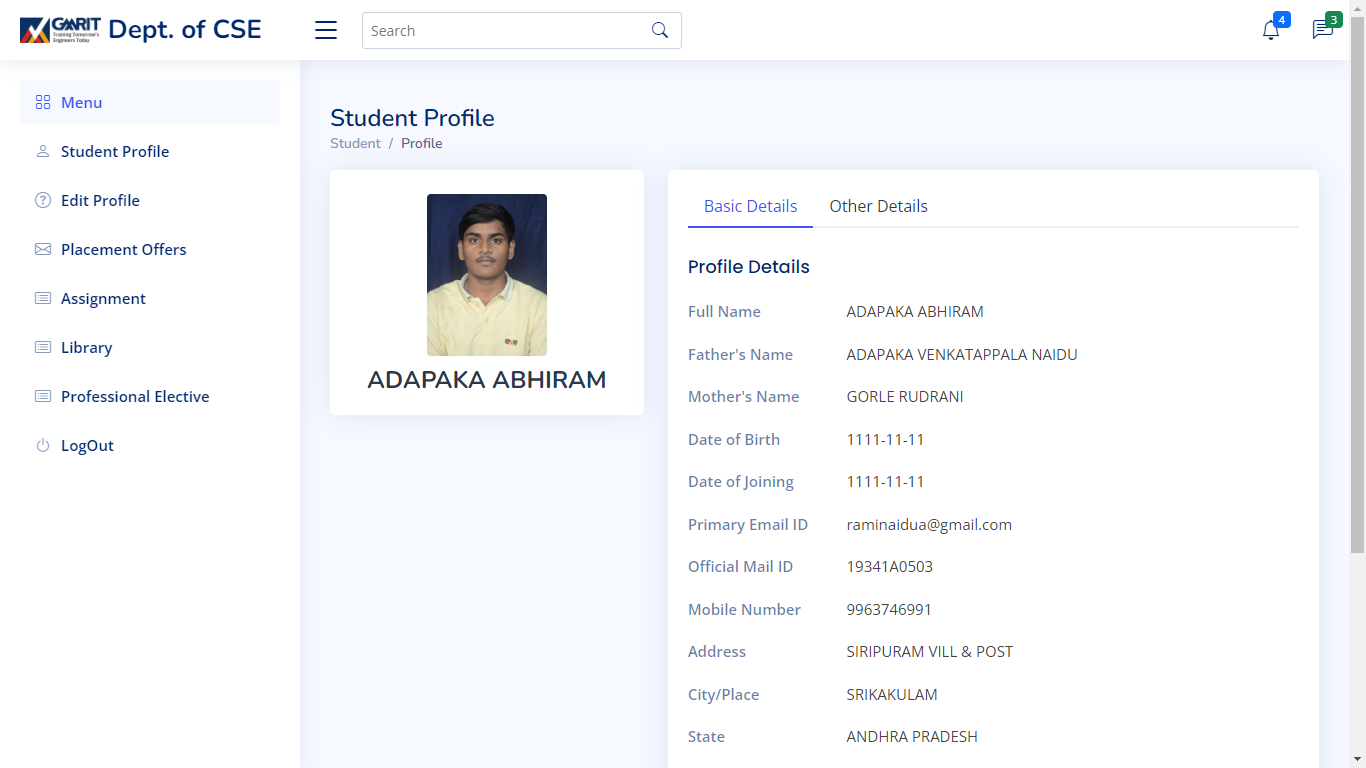 GMRIT
Training Tomorrow's
Engineers Today
Dept. of CSE
Search
4
3
Menu
Student Profile
Edit Profile
Placement Offers
Assignment
Library
Professional Elective
LogOut
Student Profile
Student / Profile
ADAPAKA ABHIRAM
Basic Details Other Details
Profile Details
Full Name ADAPAKA ABHIRAM
Father's Name ADAPAKA VENKATAPPALA NAIDU
Mother's Name GORLE RUDRANI
Date of Birth 1111-11-11
Date of Joining 1111-11-11
Primary Email ID raminaidua@gmail.com
Official Mail ID 19341A0503
Mobile Number 9963746991
Address SIRIPURAM VILL & POST
City/Place SRIKAKULAM
State ANDHRA PRADESH